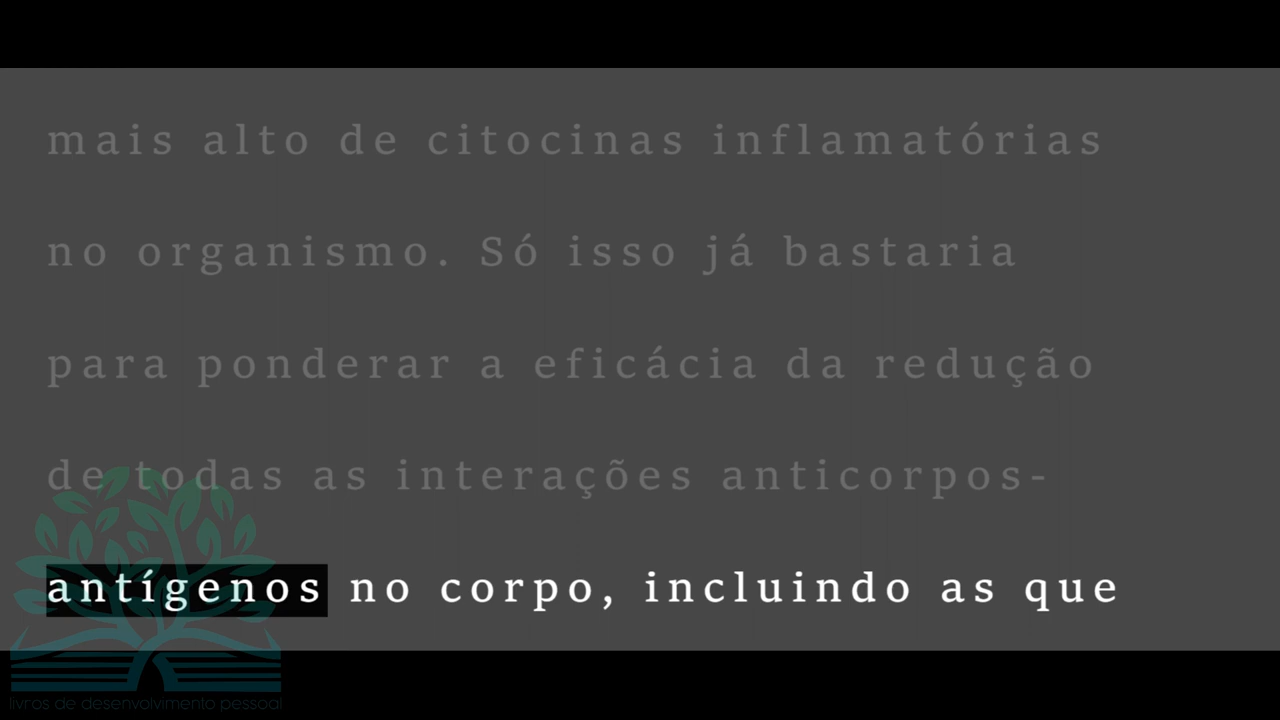 mais alto de citocinas inflamatórias
no organismo. Só isso já bastaria
para ponderar a eficácia da redução
de todas as interações anticorpos-
antígenos no corpo, incluindo as que
livros de desenvolvimento pessoal